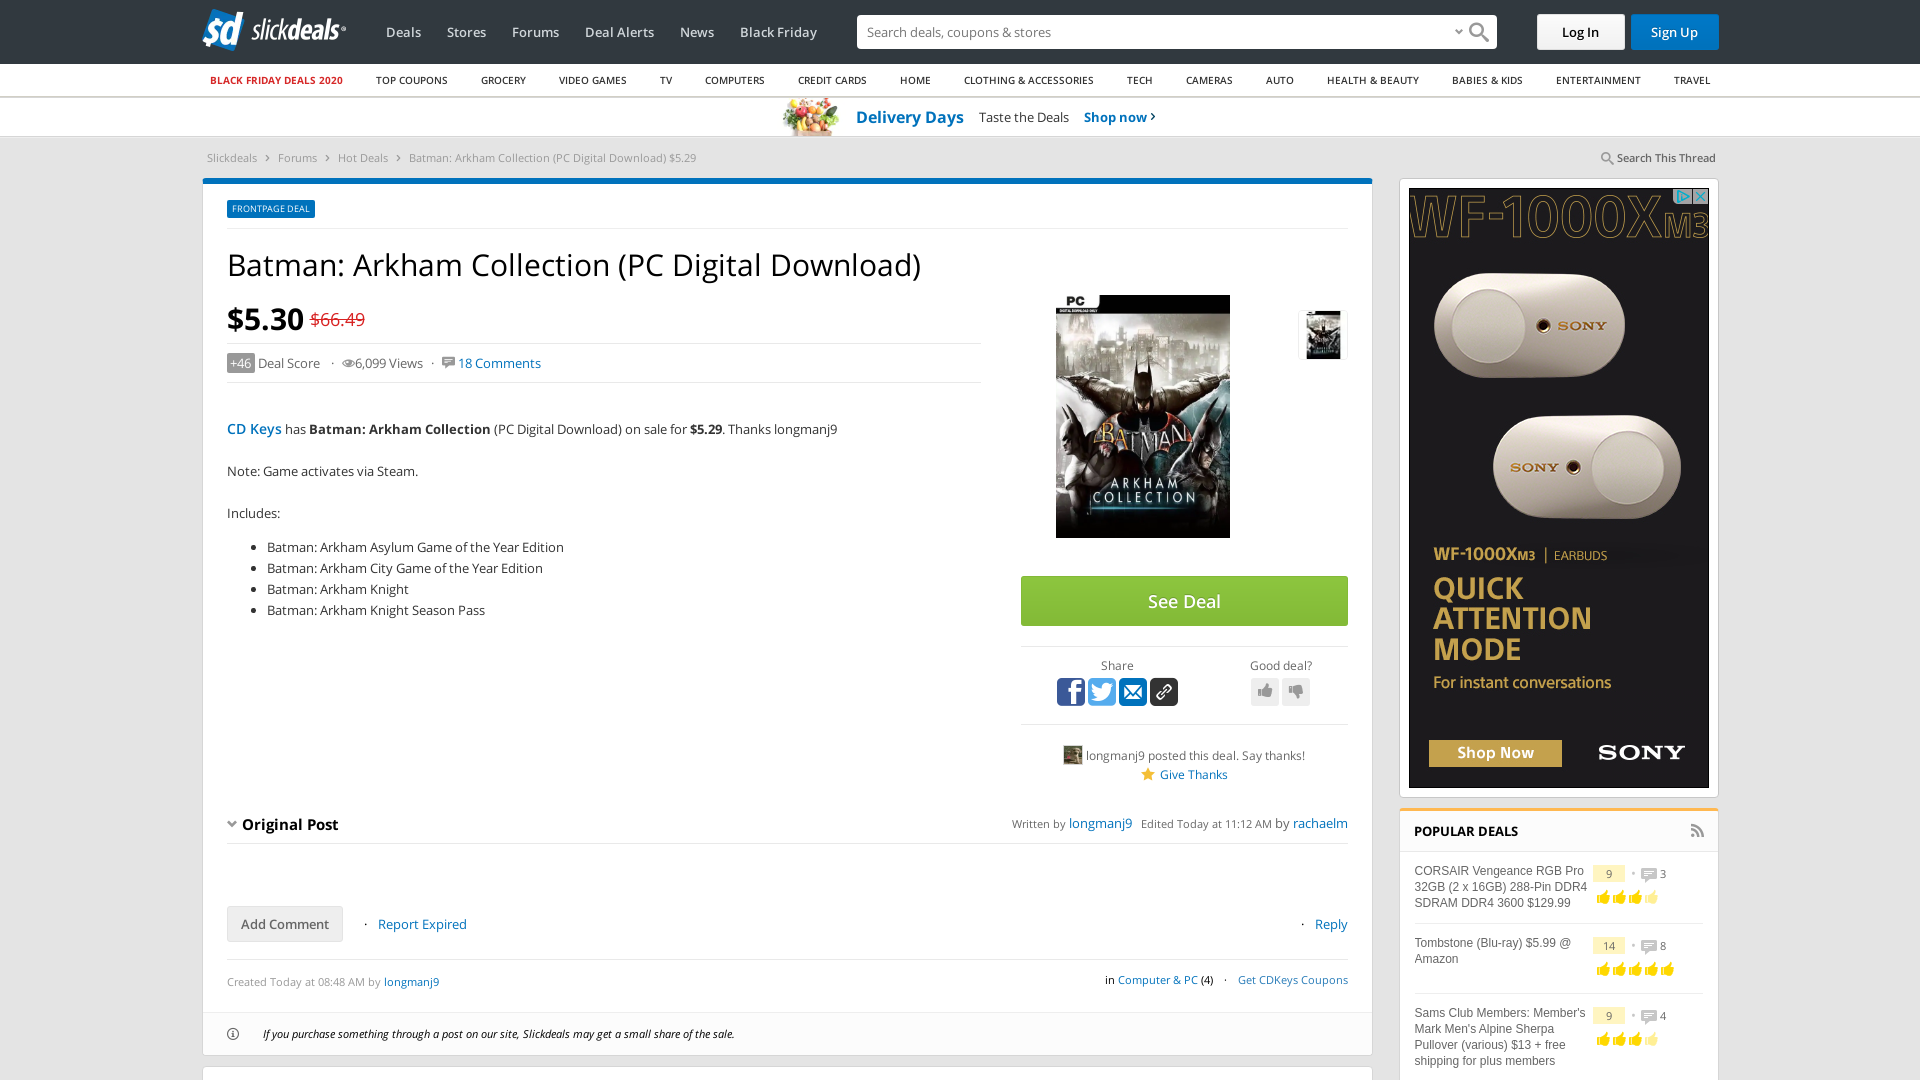 slickdeals
Deals
Stores
Forums
Deal Alerts
News
Black Friday
Search deals, coupons & stores
Log In
Sign Up
BLACK FRIDAY DEALS 2020
TOP COUPONS
GROCERY
VIDEO GAMES
TV
COMPUTERS
CREDIT CARDS
HOME
CLOTHING & ACCESSORIES
TECH
CAMERAS
AUTO
HEALTH & BEAUTY
BABIES & KIDS
ENTERTAINMENT
TRAVEL
Delivery Days Taste the Deals Shop now
Slickdeals › Forums › Hot Deals › Batman: Arkham Collection (PC Digital Download) $5.29
Search This Thread
FRONTPAGE DEAL
Batman: Arkham Collection (PC Digital Download)
$5.30 $66.49
+46 Deal Score · 6,099 Views · 18 Comments
CD Keys has Batman: Arkham Collection (PC Digital Download) on sale for $5.29. Thanks longmanj9
Note: Game activates via Steam.
Includes:
Batman: Arkham Asylum Game of the Year Edition
Batman: Arkham City Game of the Year Edition
Batman: Arkham Knight
Batman: Arkham Knight Season Pass
PC
DIGITAL DOWNLOAD ONLY
BATMAN
ARKHAM
COLLECTION
See Deal
Share
Good deal?
longmanj9 posted this deal. Say thanks!
Give Thanks
Original Post
Written by longmanj9 Edited Today at 11:12 AM by rachaelm
Add Comment · Report Expired
· Reply
Created Today at 08:48 AM by longmanj9
in Computer & PC (4) · Get CDKeys Coupons
If you purchase something through a post on our site, Slickdeals may get a small share of the sale.
WF-1000XM3
SONY
SONY
WF-1000XM3 | EARBUDS
QUICK
ATTENTION
MODE
For instant conversations
Shop Now
SONY
POPULAR DEALS
CORSAIR Vengeance RGB Pro
32GB (2 x 16GB) 288-Pin DDR4
SDRAM DDR4 3600 $129.99
9 • 3
Tombstone (Blu-ray) $5.99 @
Amazon
14 • 8
Sams Club Members: Member's
Mark Men's Alpine Sherpa
Pullover (various) $13 + free
shipping for plus members
9 • 4